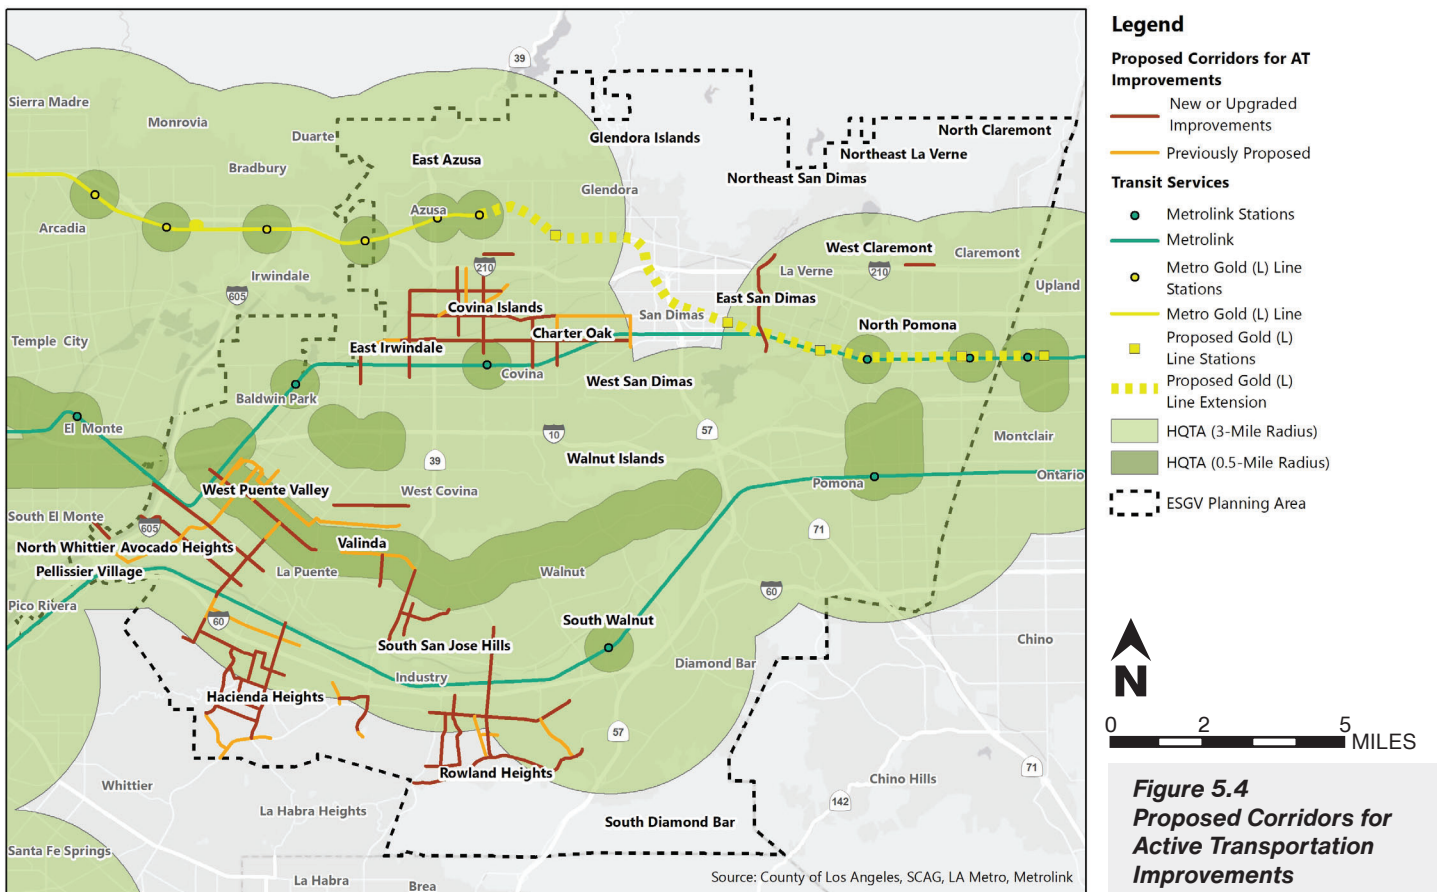 39
Sierra Madre
Monrovia
Duarte
Bradbury
East Azusa
Glendora Islands
North Claremont
Northeast La Verne
Northeast San Dimas
Glendora
Azusa
Arcadia
Irwindale
605
210
West Claremont
Claremont
La Verne
210
Upland
Covina Islands
East San Dimas
San Dimas
Charter Oak
North Pomona
Temple City
East Irwindale
Covina
West San Dimas
Baldwin Park
El Monte
10
57
39
Montclair
Walnut Islands
Ontario
West Puente Valley
West Covina
Pomona
South El Monte
605
71
North Whittier
Avocado Heights
Valinda
Pellissier Village
La Puente
Walnut
60
Pico Rivera
60
South Walnut
Chino
South San Jose Hills
Diamond Bar
Industry
Hacienda Heights
57
Rowland Heights
71
Chino Hills
Whittier
142
La Habra Heights
South Diamond Bar
Santa Fe Springs
La Habra
Brea
Source: County of Los Angeles, SCAG, LA Metro, Metrolink
Legend
Proposed Corridors for AT
Improvements
New or Upgraded
Improvements
Previously Proposed
Transit Services
Metrolink Stations
Metrolink
Metro Gold (L) Line
Stations
Metro Gold (L) Line
Proposed Gold (L)
Line Stations
Proposed Gold (L)
Line Extension
HQTA (3-Mile Radius)
HQTA (0.5-Mile Radius)
ESGV Planning Area
N
0 2 5
MILES
Figure 5.4
Proposed Corridors for
Active Transportation
Improvements